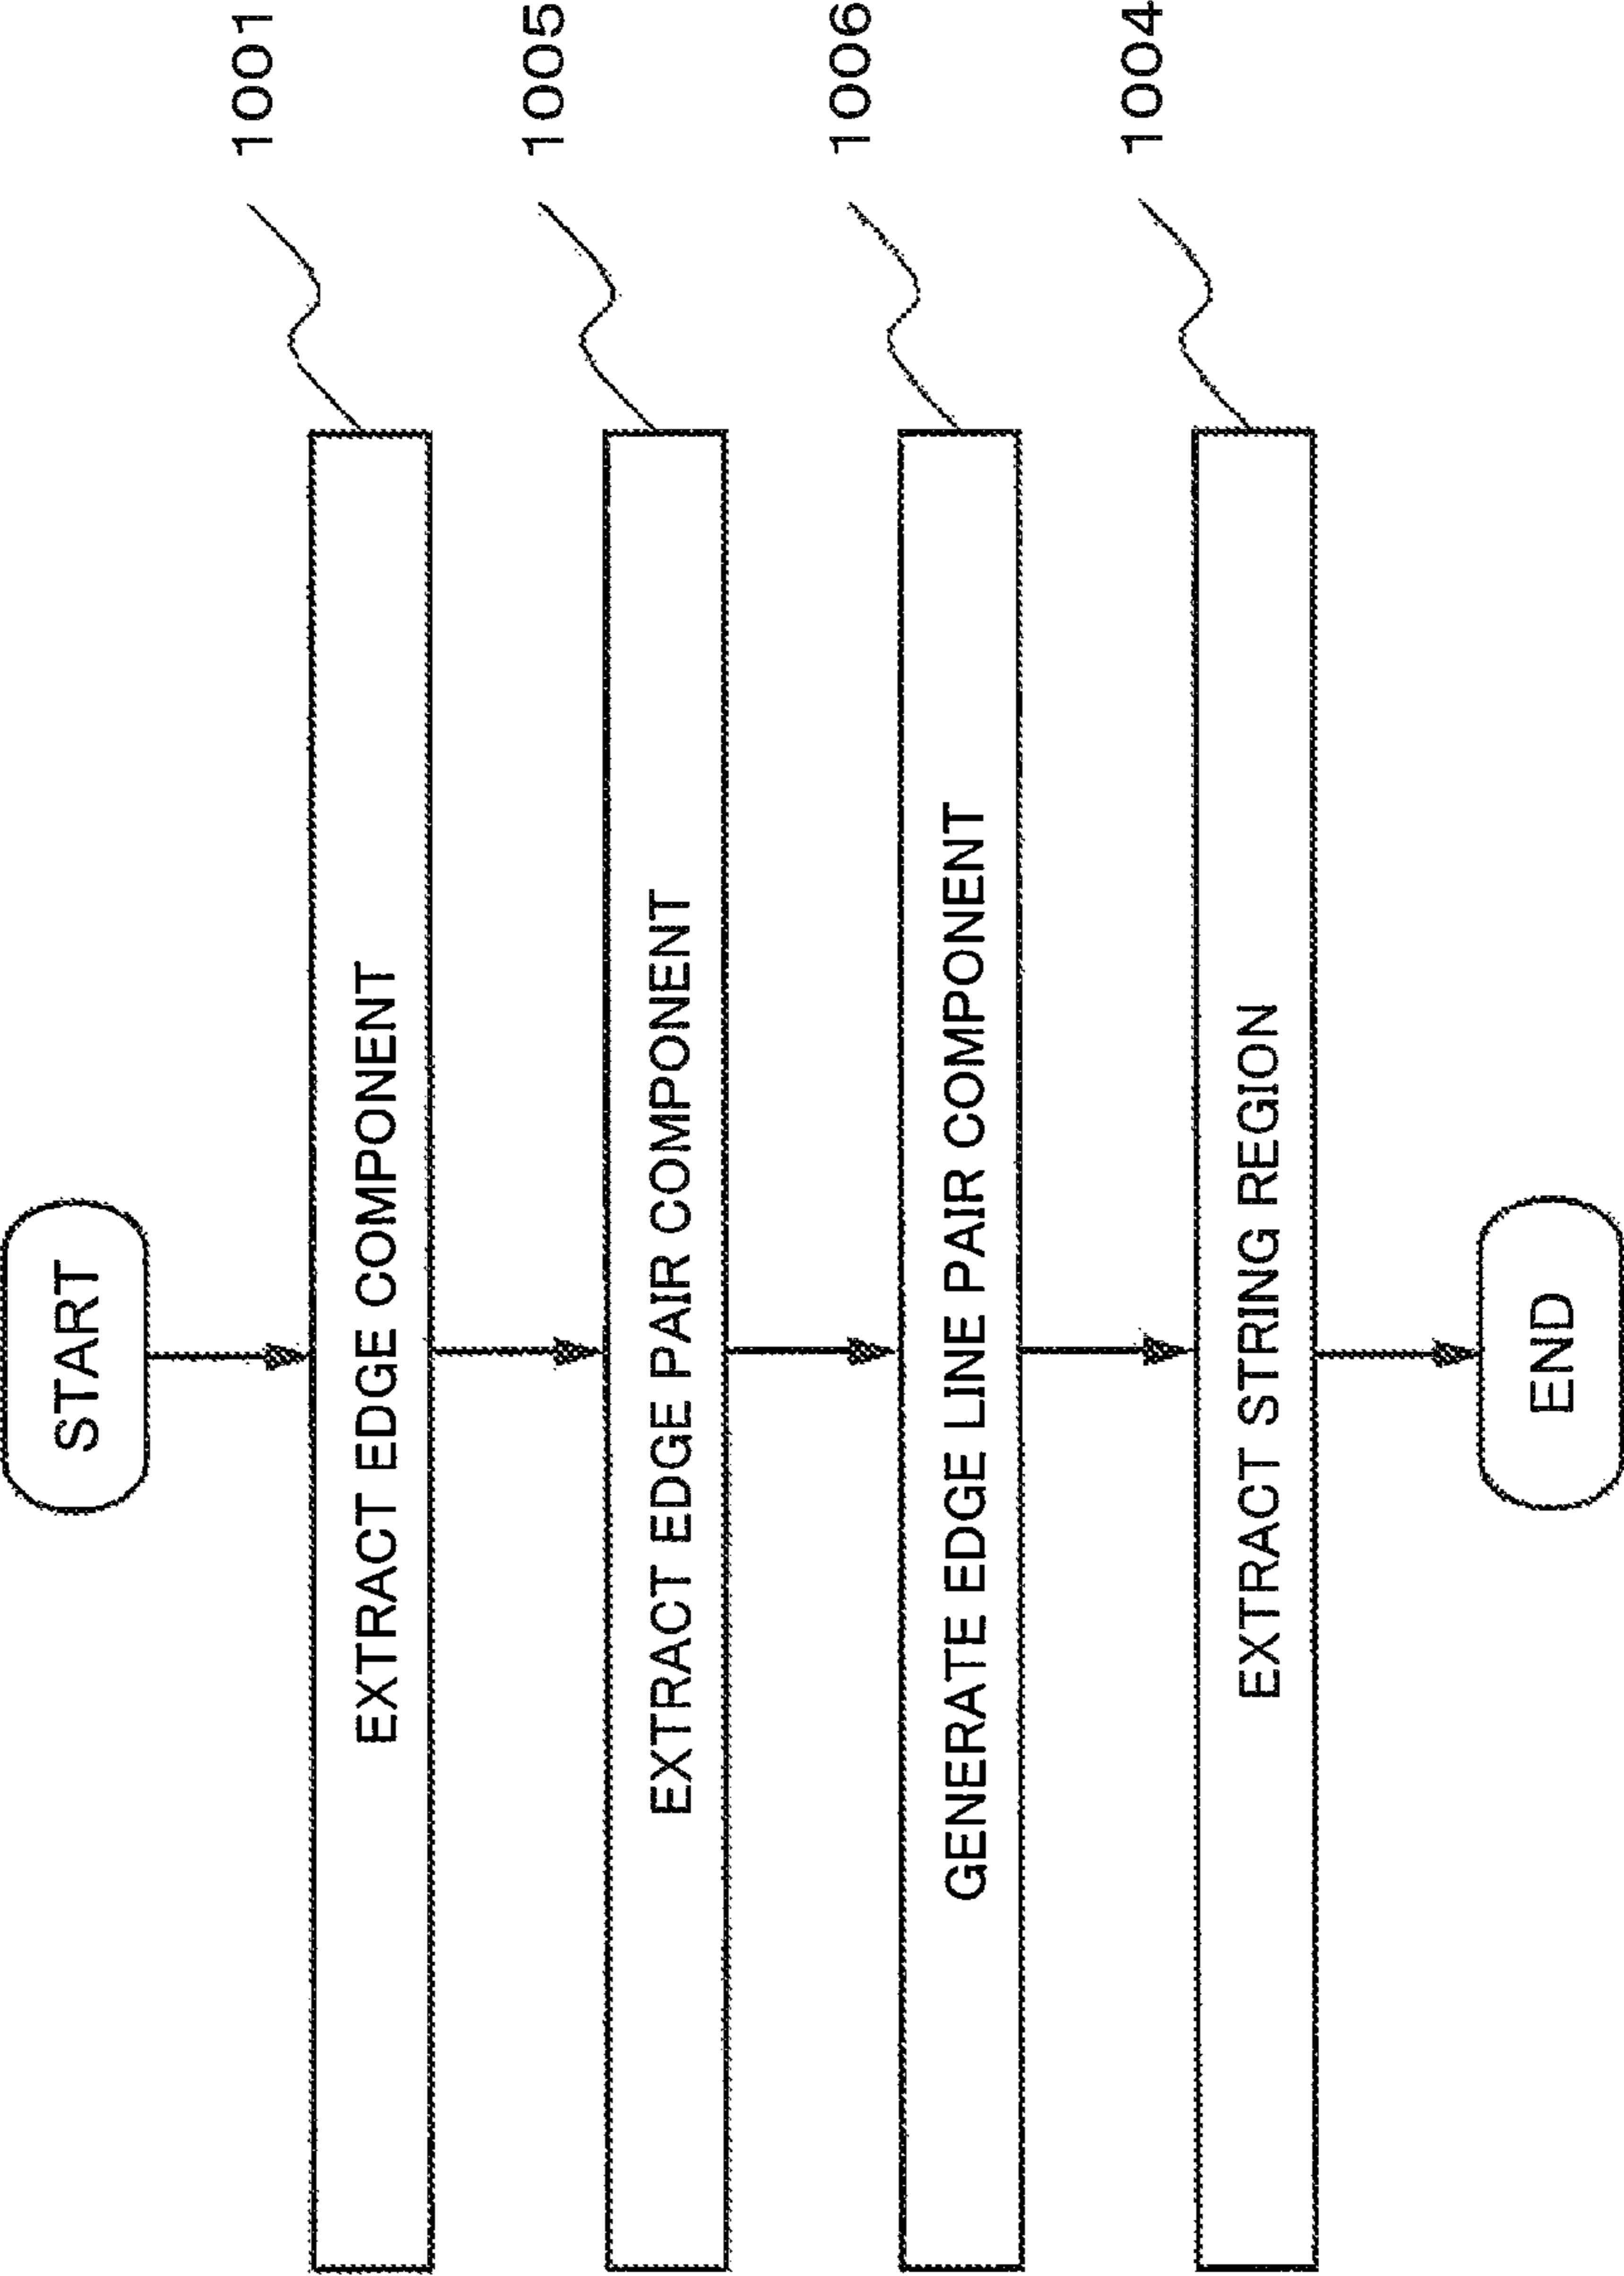 START
EXTRACT EDGE COMPONENT
1001
EXTRACT EDGE PAIR COMPONENT
1005
GENERATE EDGE LINE PAIR COMPONENT
1006
EXTRACT STRING REGION
1004
END